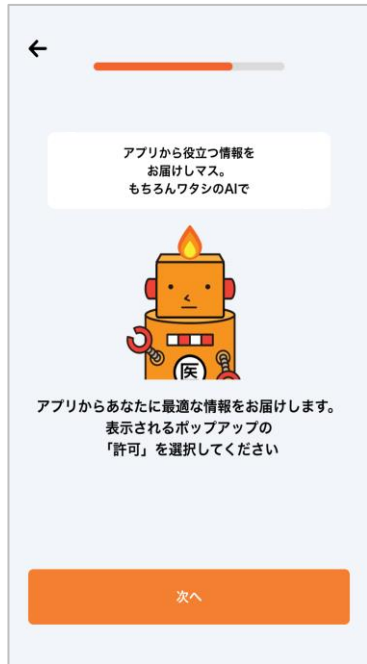 アプリから役立つ情報を
お届けしマス。
もちろんワタシのAIで
医
アプリからあなたに最適な情報をお届けします。
表示されるポップアップの
「許可」を選択してください
次へ